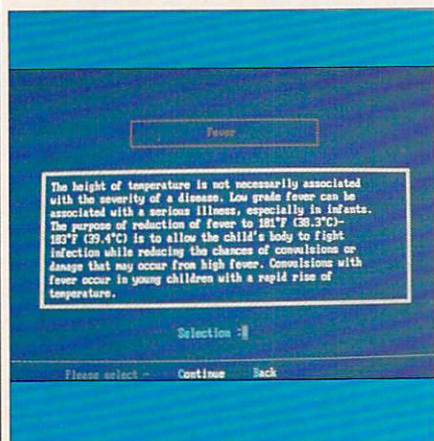 Fever
The height of temperature is not necessarily associated
with the severity of a disease. Low grade fever can be
associated with a serious illness, especially in infants.
The purpose of reduction of fever to 101°F (38.3°C)-
103°F (39.4°C) is to allow the child's body to fight
infection while reducing the chances of convulsions or
damage that may occur from high fever. Convulsions with
fever occur in young children with a rapid rise of
temperature.
Selection :
Please select - Continue Back